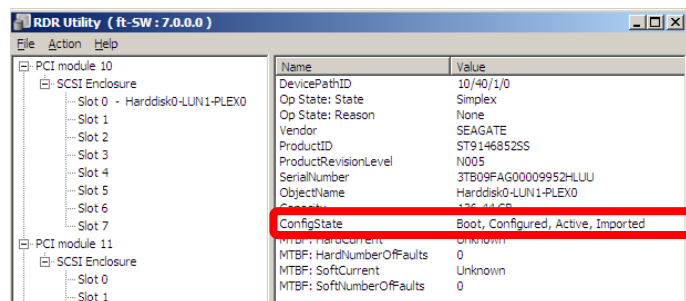 RDR Utility ( ft-SW : 7.0.0.0 )
File Action Help
PCI module 10
SCSI Enclosure
Slot 0 - Harddisk0-LUN1-PLEX0
Slot 1
Slot 2
Slot 3
Slot 4
Slot 5
Slot 6
Slot 7
PCI module 11
SCSI Enclosure
Slot 0
Slot 1
Name Value
DevicePathID 10/40/1/0
Op State: State Simplex
Op State: Reason None
Vendor SEAGATE
ProductID ST9146852SS
ProductRevisionLevel N005
SerialNumber 3TB09FAG00009952HLUU
ObjectName Harddisk0-LUN1-PLEX0
Capacity 136.44 GB
ConfigState Boot, Configured, Active, Imported
MTBF: HardCurrent Unknown
MTBF: HardNumberOfFaults 0
MTBF: SoftCurrent Unknown
MTBF: SoftNumberOfFaults 0